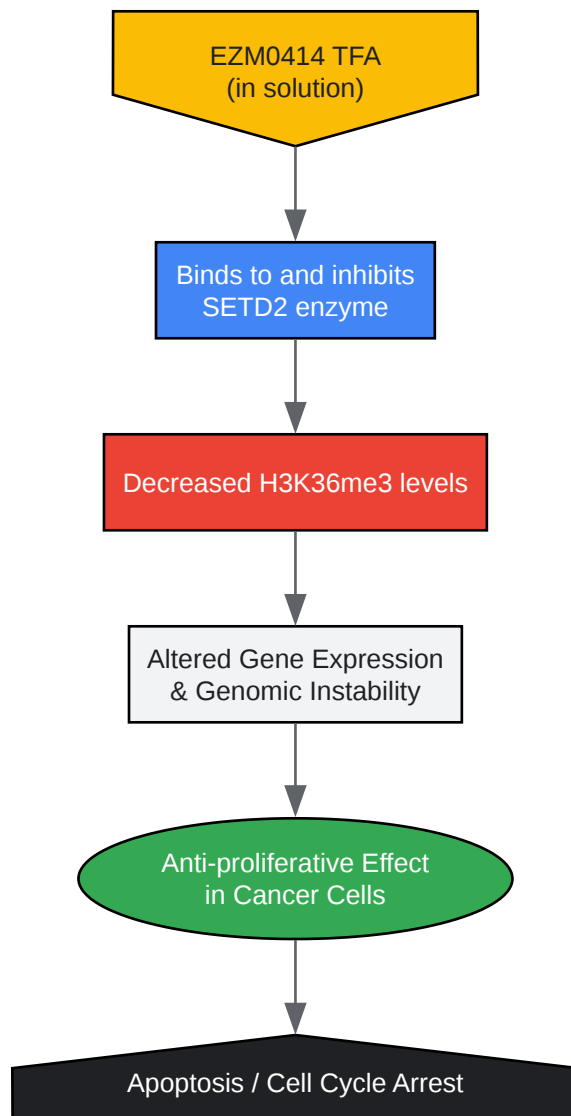 EZM0414 TFA
(in solution)
Binds to and inhibits
SETD2 enzyme
Decreased H3K36me3 levels
Altered Gene Expression
& Genomic Instability
Anti-proliferative Effect
in Cancer Cells
Apoptosis / Cell Cycle Arrest